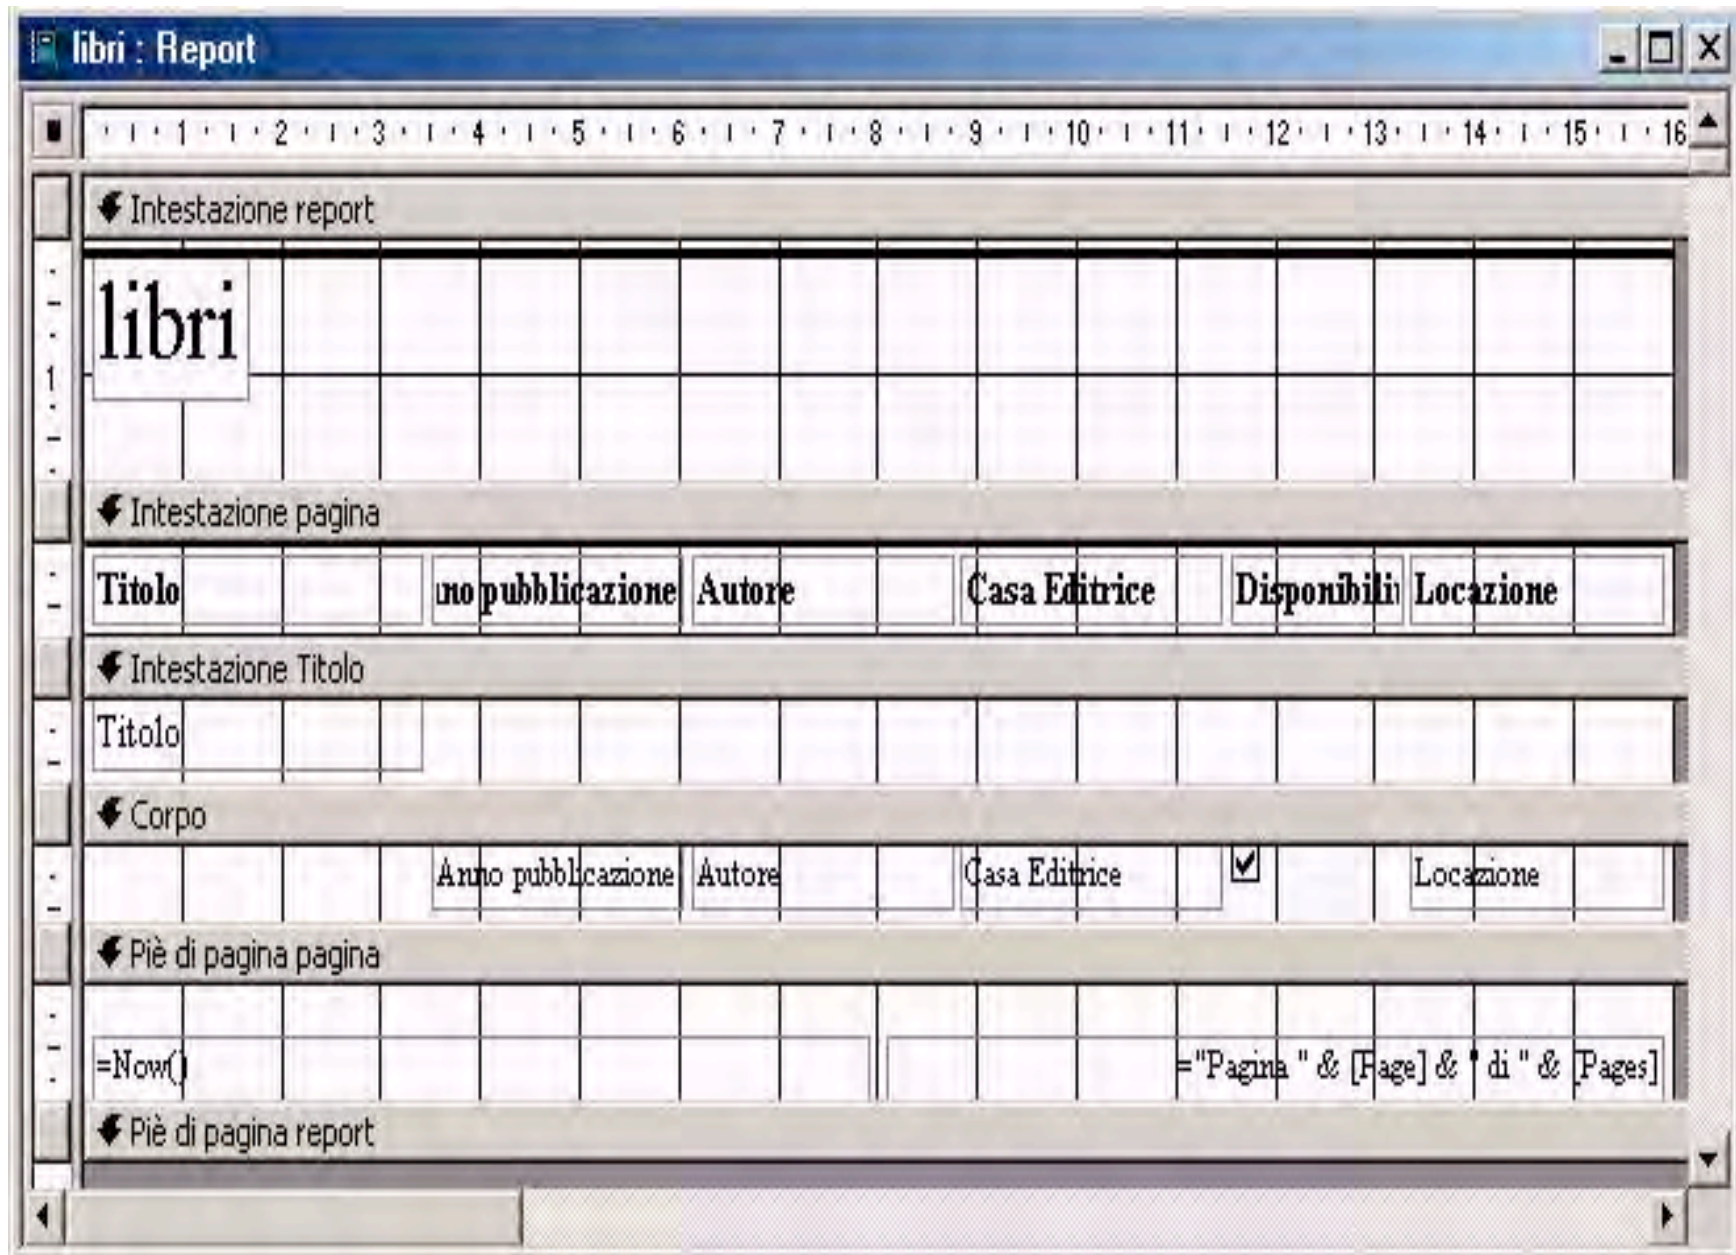 libri : Report
1 2 3 4 5 6 7 8 9 10 11 12 13 14 15 16
Intestazione report
libri
1
Intestazione pagina
Titolo no pubblicazione Autore Casa Editrice Disponibili Locazione
Intestazione Titolo
Titolo
Corpo
Anno pubblicazione Autore Casa Editrice Locazione
Piè di pagina pagina
=Now() ="Pagina " & [Page] & " di " & [Pages]
Piè di pagina report